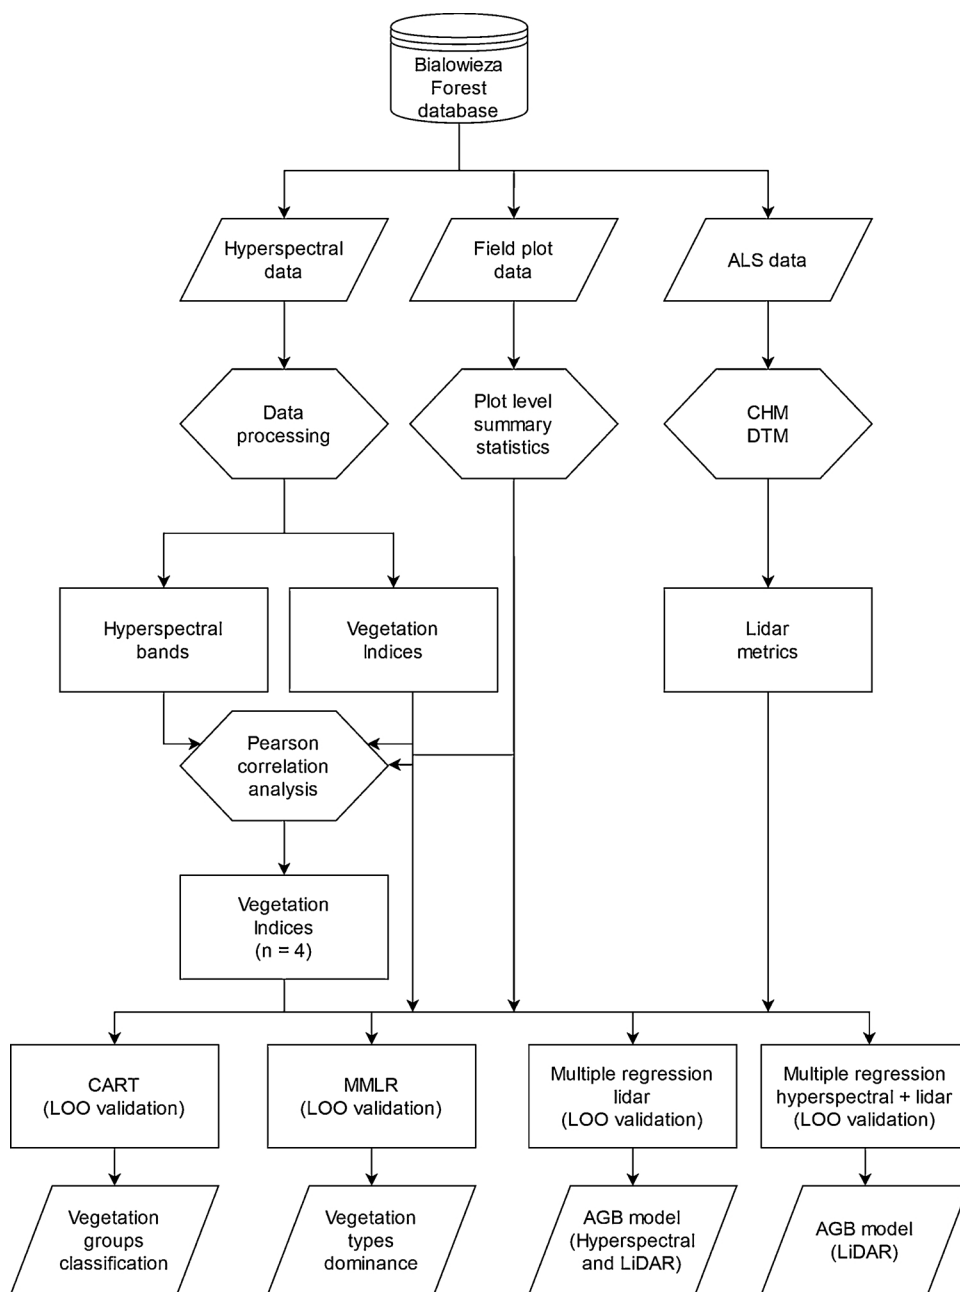 Bialowieza
Forest
database
Hyperspectral
data
Field plot
data
ALS data
Data
processing
Plot level
summary
statistics
CHM
DTM
Hyperspectral
bands
Vegetation
Indices
Lidar
metrics
Pearson
correlation
analysis
Vegetation
Indices
(n = 4)
CART
(LOO validation)
MMLR
(LOO validation)
Multiple regression
lidar
(LOO validation)
Multiple regression
hyperspectral + lidar
(LOO validation)
Vegetation
groups
classification
Vegetation
types
dominance
AGB model
(Hyperspectral
and LiDAR)
AGB model
(LiDAR)